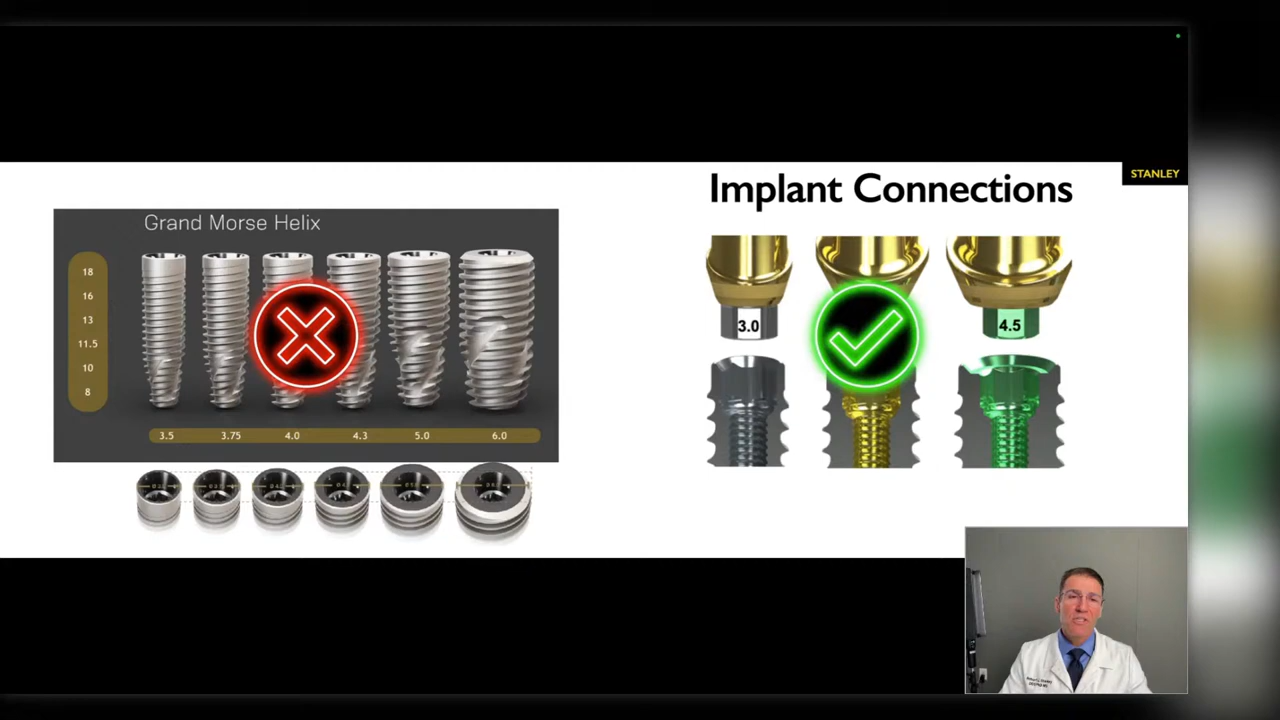 STANLEY
Implant Connections
Grand Morse Helix
18
16
13
11.5
10
8
3.5 3.75 4.0 4.3 5.0 6.0
3.0
4.5